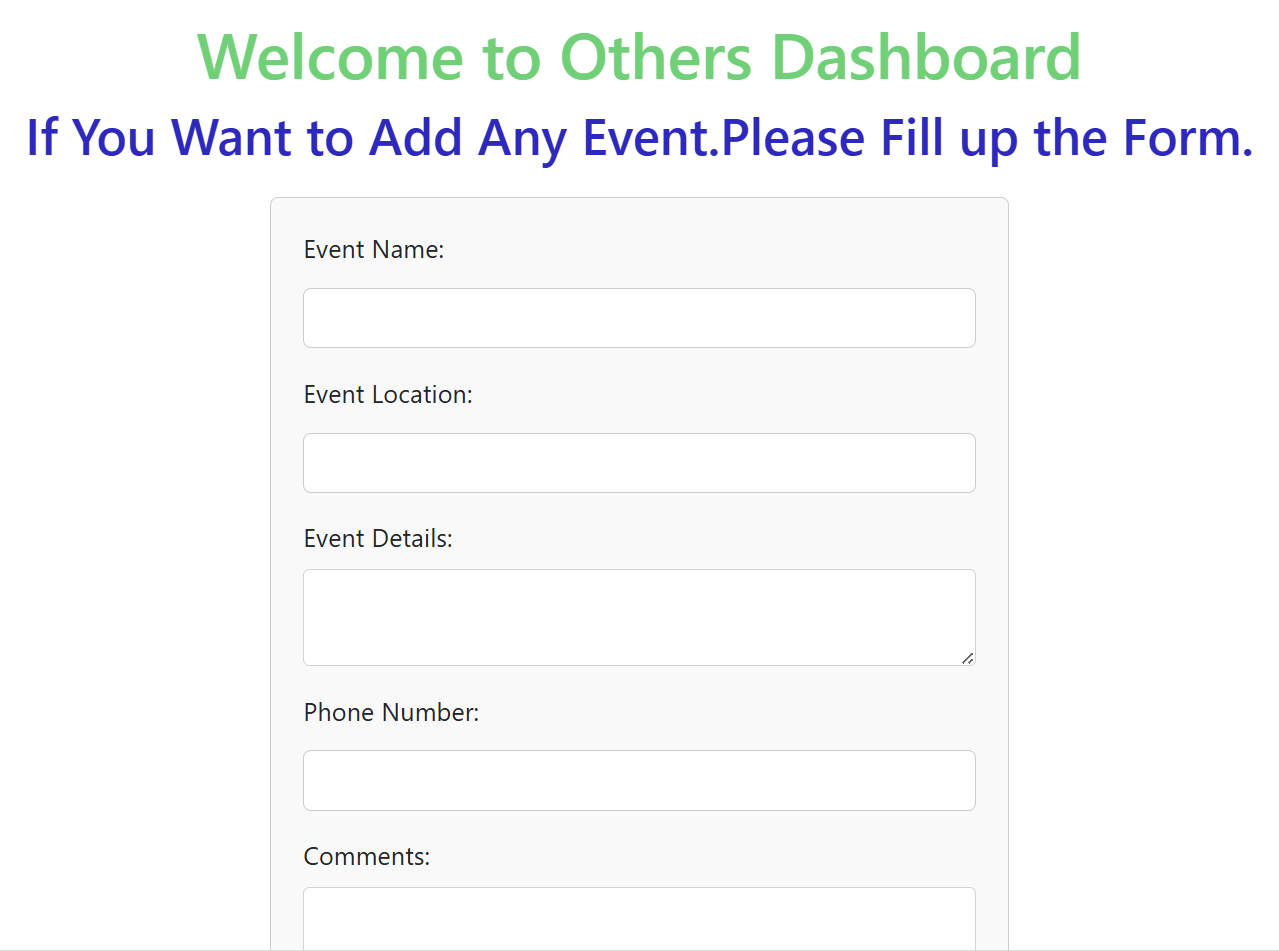 Welcome to Others Dashboard
If You Want to Add Any Event.Please Fill up the Form.
Event Name:
Event Location:
Event Details:
Phone Number:
Comments: